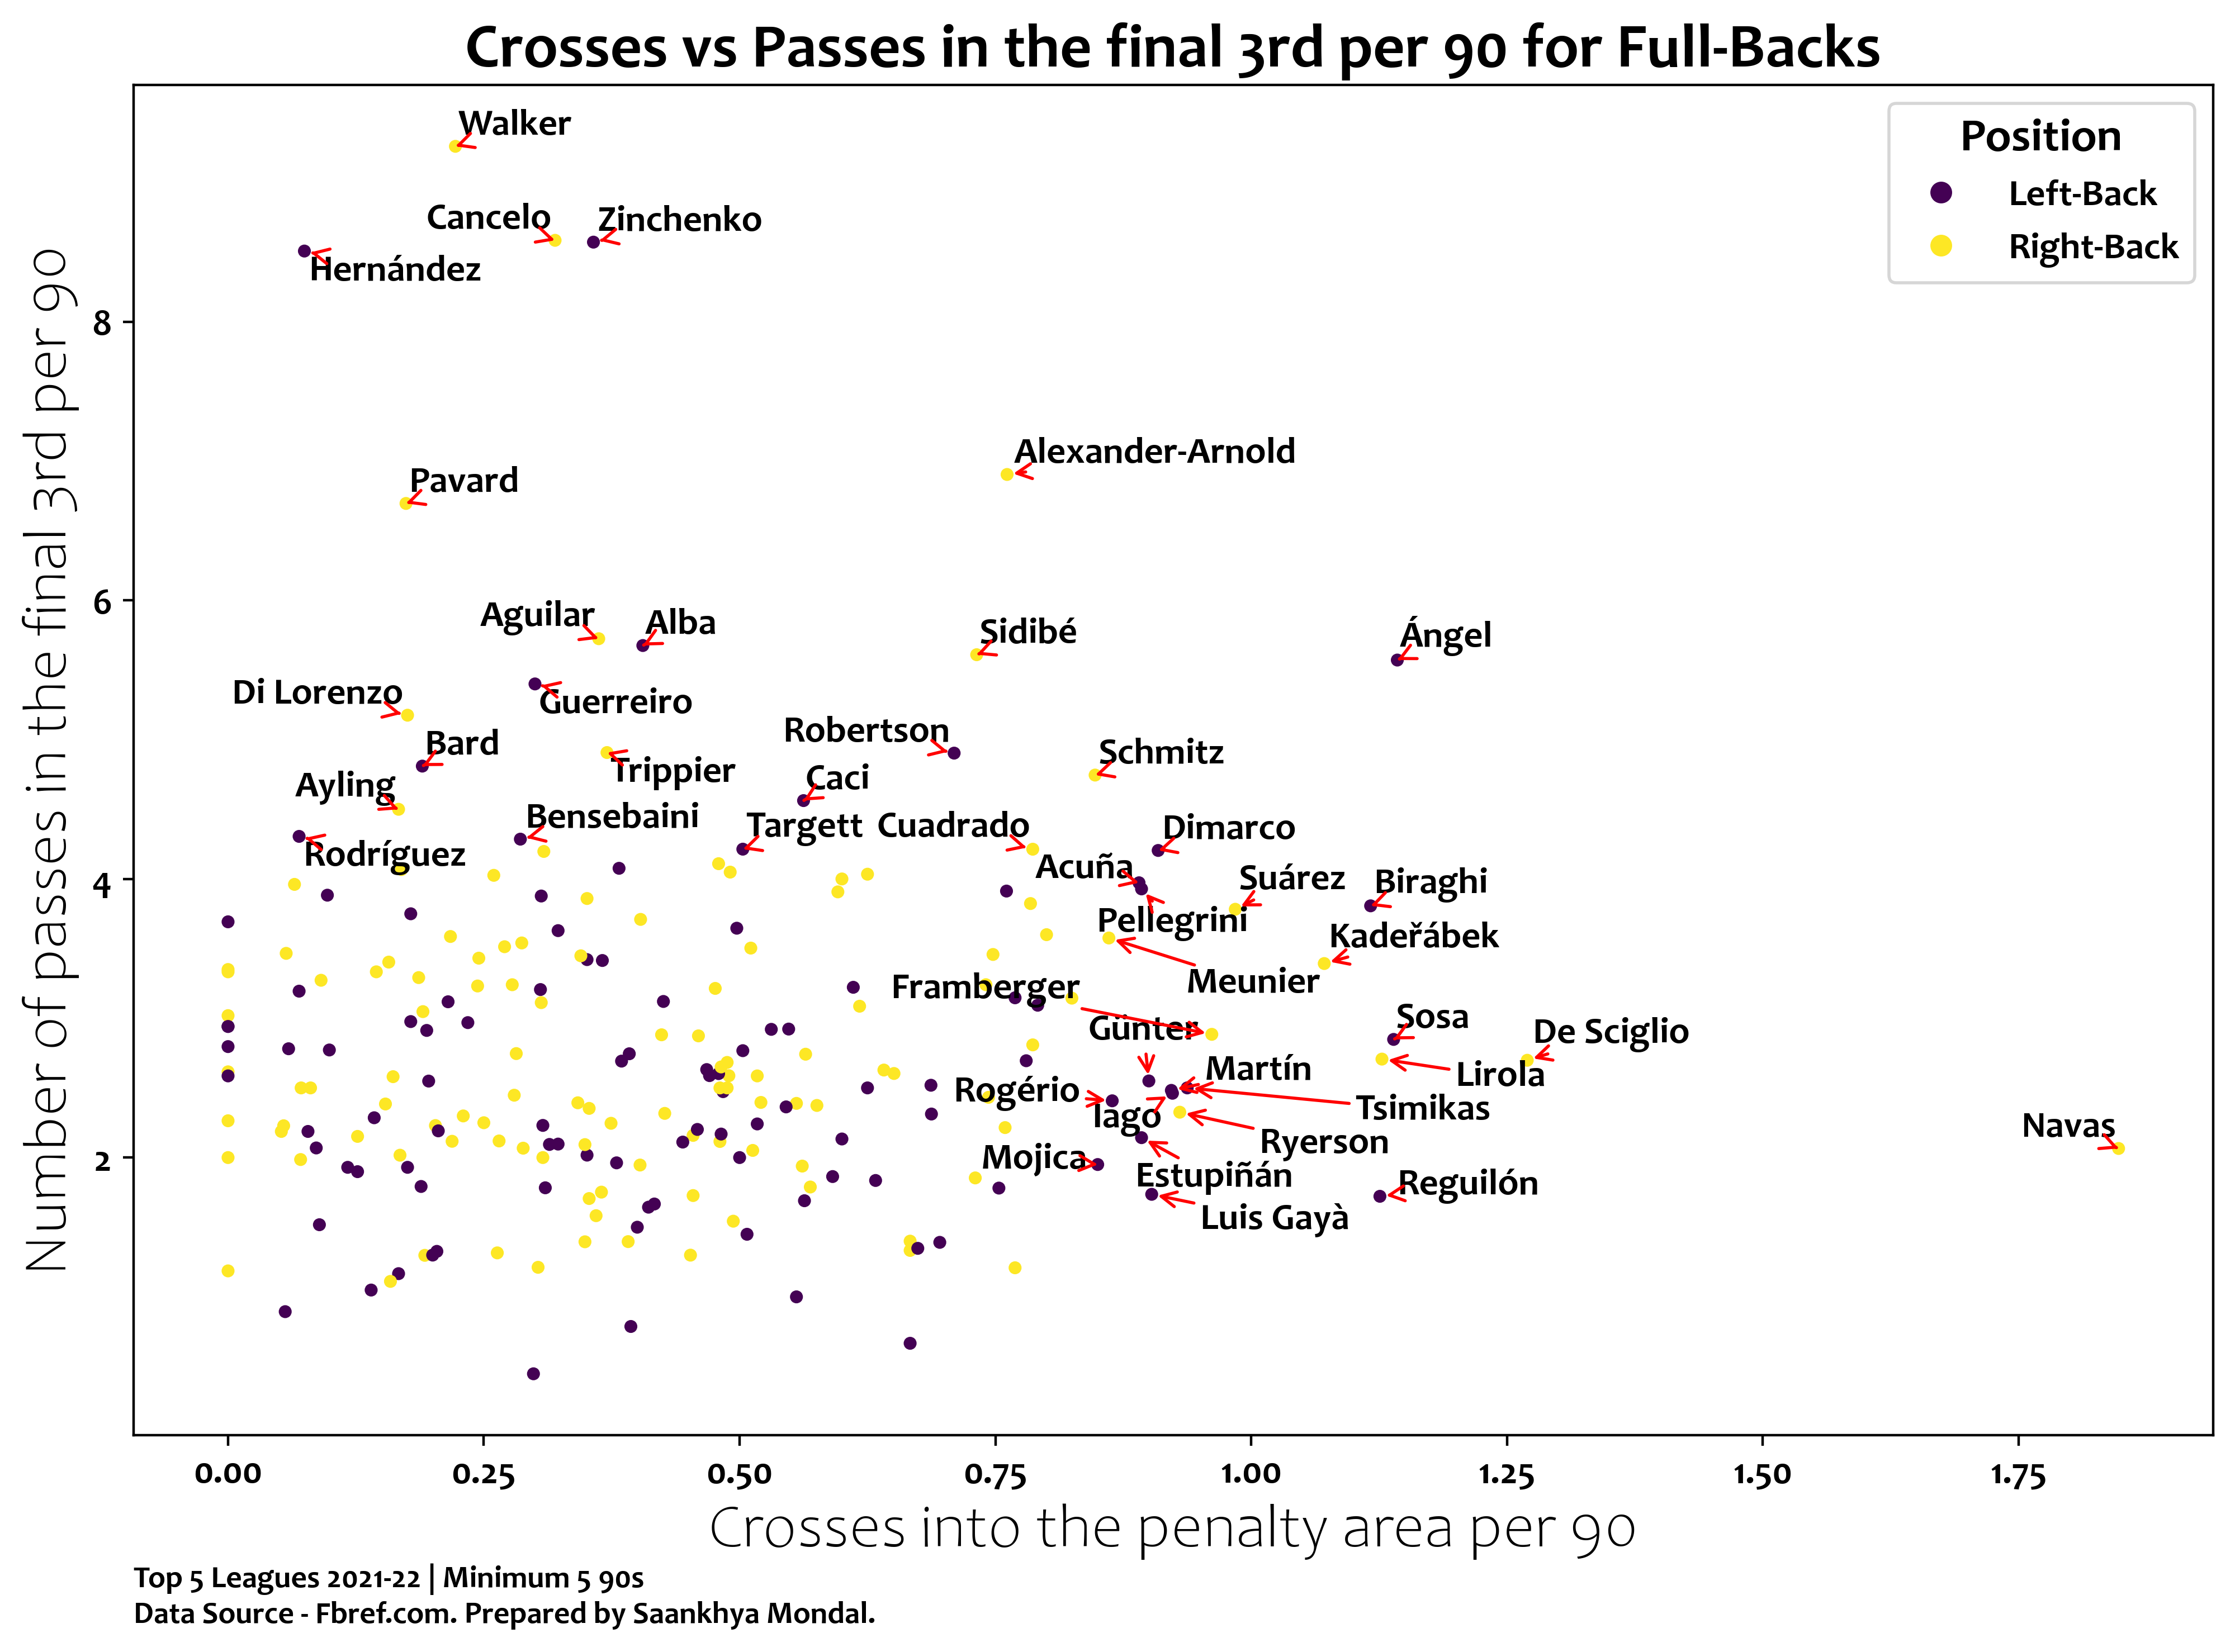 Crosses vs Passes in the final 3rd per 90 for Full-Backs
Position
Left-Back
Right-Back
Number of passes in the final 3rd per 90
8
6
4
2
Walker
Cancelo
Zinchenko
Hernández
Alexander-Arnold
Pavard
Aguilar
Alba
Sidibé
Ángel
Di Lorenzo
Guerreiro
Bard
Robertson
Schmitz
Trippier
Caci
Ayling
Bensebaini
Targett
Cuadrado
Dimarco
Rodríguez
Acuña
Suárez
Biraghi
Pellegrini
Kadeřábek
Framberger
Meunier
Günter
Sosa
De Sciglio
Martín
Lirola
Rogério
Iago
Tsimikas
Ryerson
Navas
Mojica
Estupiñán
Reguilón
Luis Gayà
0.00
0.25
0.50
0.75
1.00
1.25
1.50
1.75
Crosses into the penalty area per 90
Top 5 Leagues 2021-22 | Minimum 5 90s
Data Source - Fbref.com. Prepared by Saankhya Mondal.